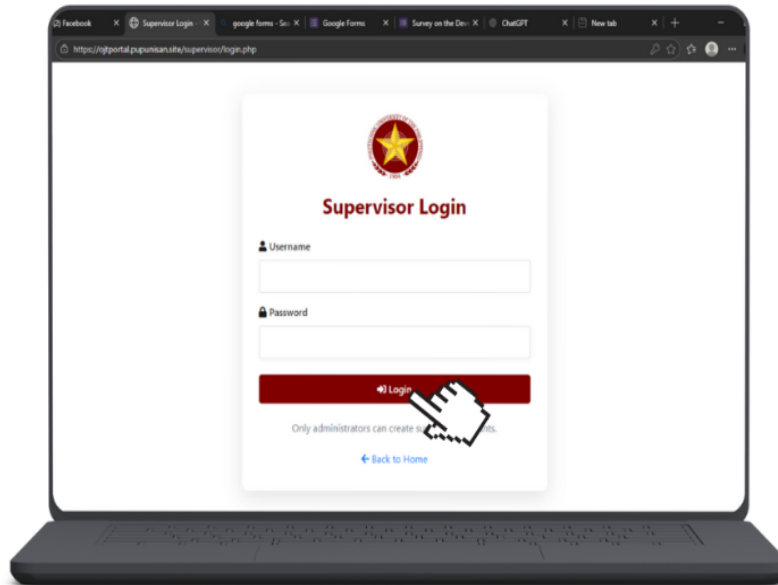 Facebook
Supervisor Login
google forms - Sea
Google Forms
Survey on the Dev
ChatGPT
New tab
https://ojtportal.pupunisan.site/supervisor/login.php
1904
Supervisor Login
Username
Password
Login
Only administrators can create
Back to Home